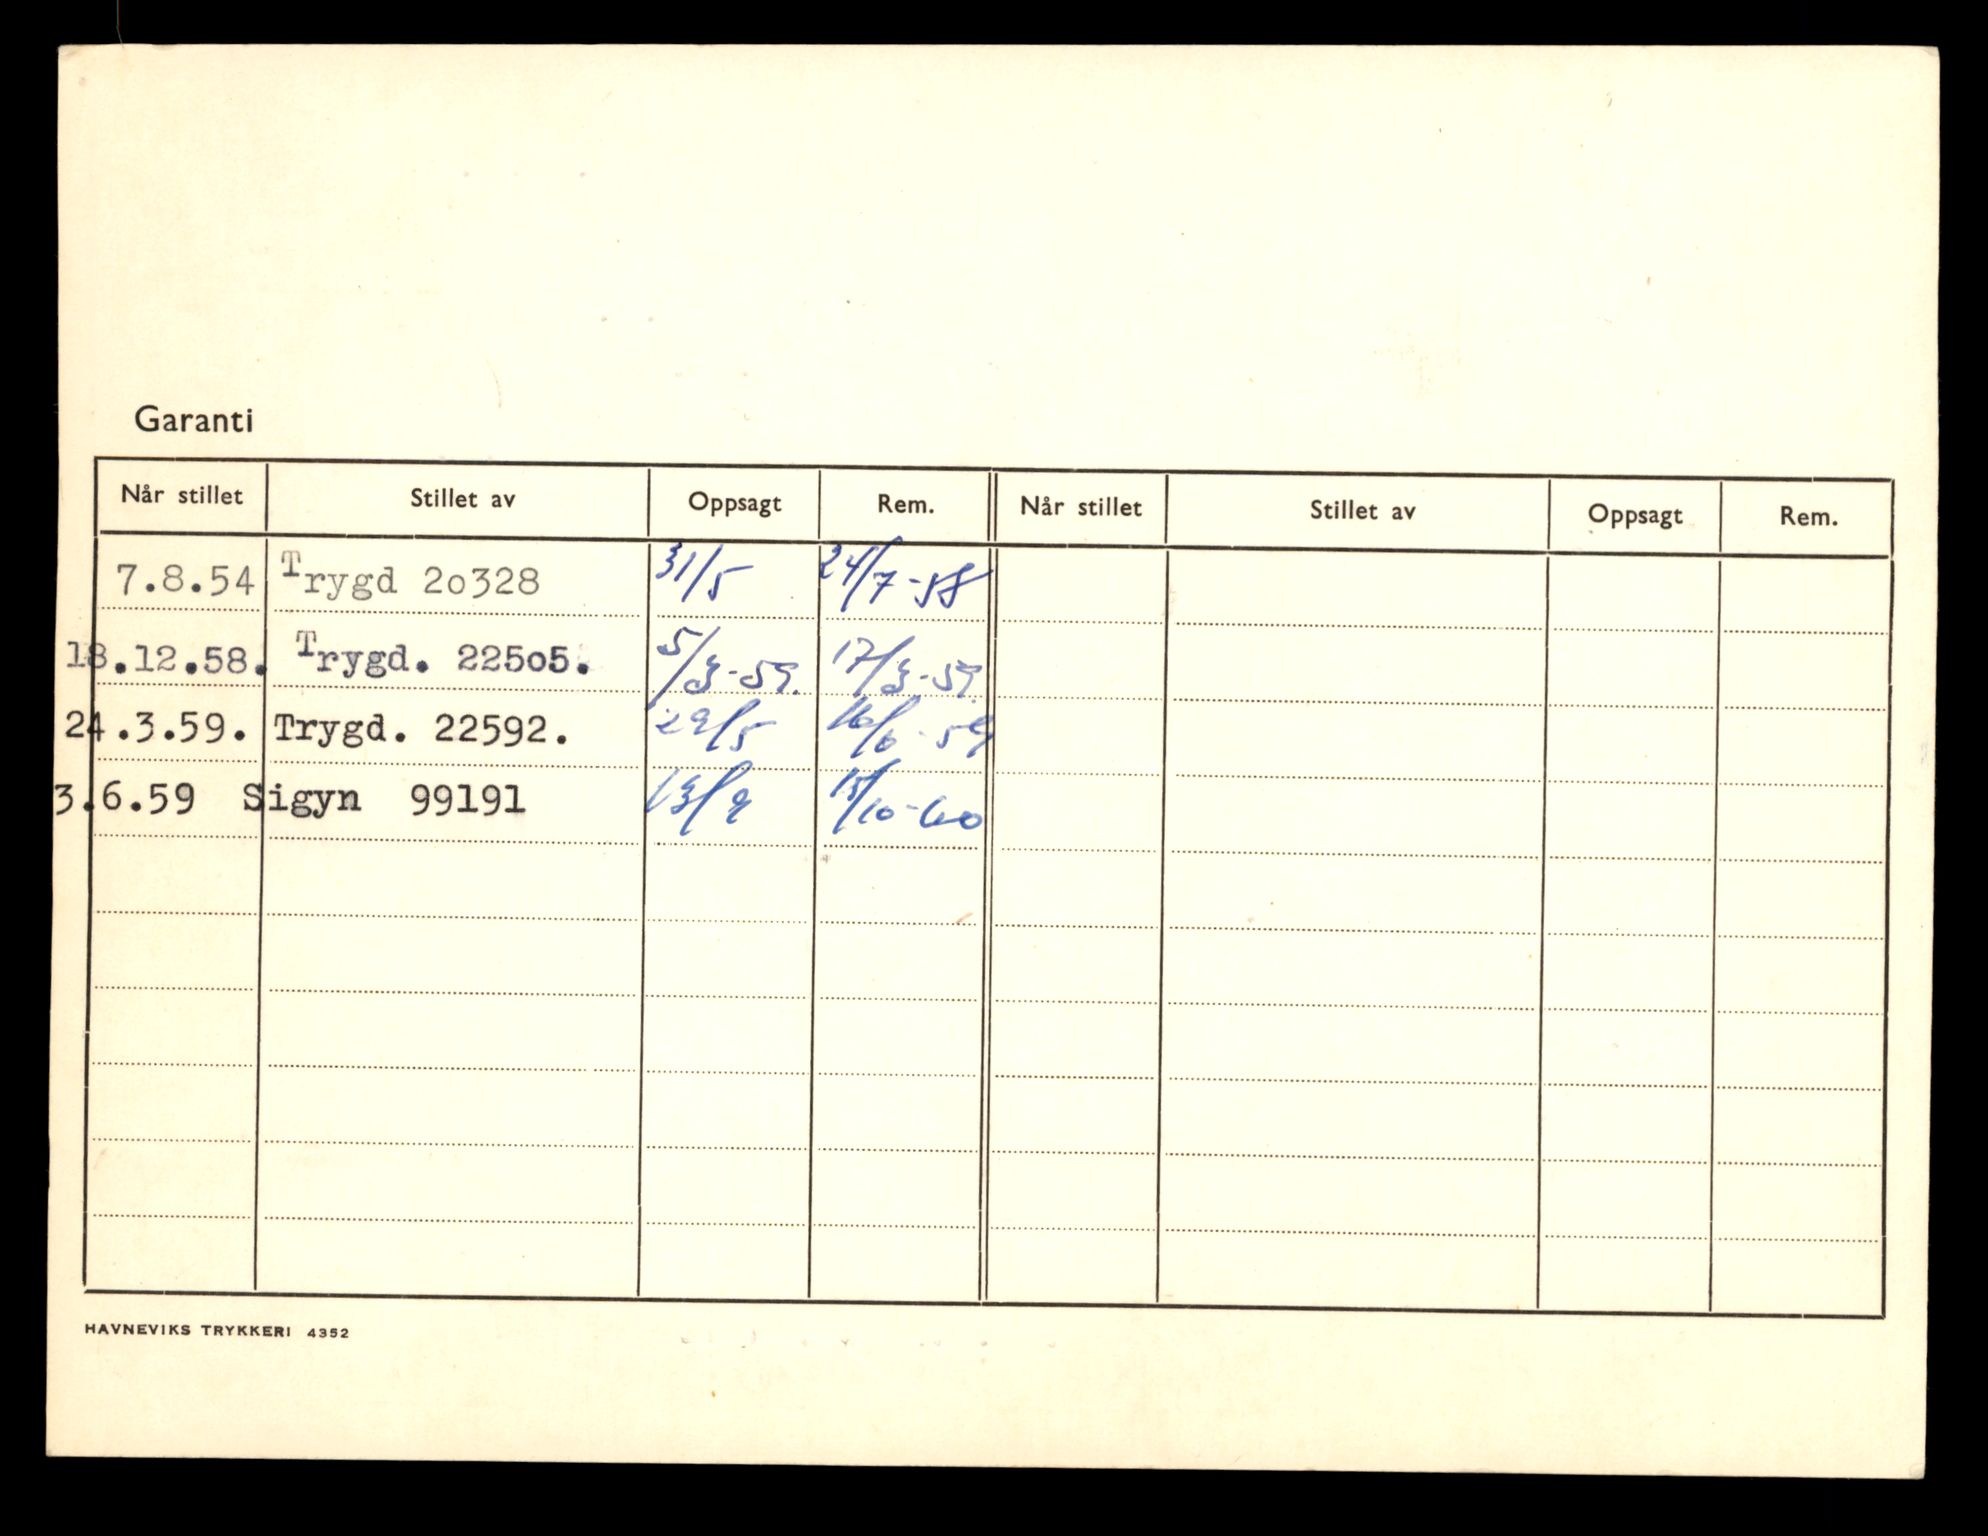 Garanti
Når stillet Stillet av Oppsagt Rem. Når stillet Stillet av Oppsagt Rem.
7.8.54 Trygd 20328 31/5 24/7-58
18.12.58. Trygd. 22505. 5/3-59. 17/3-59.
24.3.59. Trygd. 22592. 29/5 16/6-59
3.6.59 Sigyn 99191 13/9 15/10-60
HAVNEVIKS TRYKKERI 4352